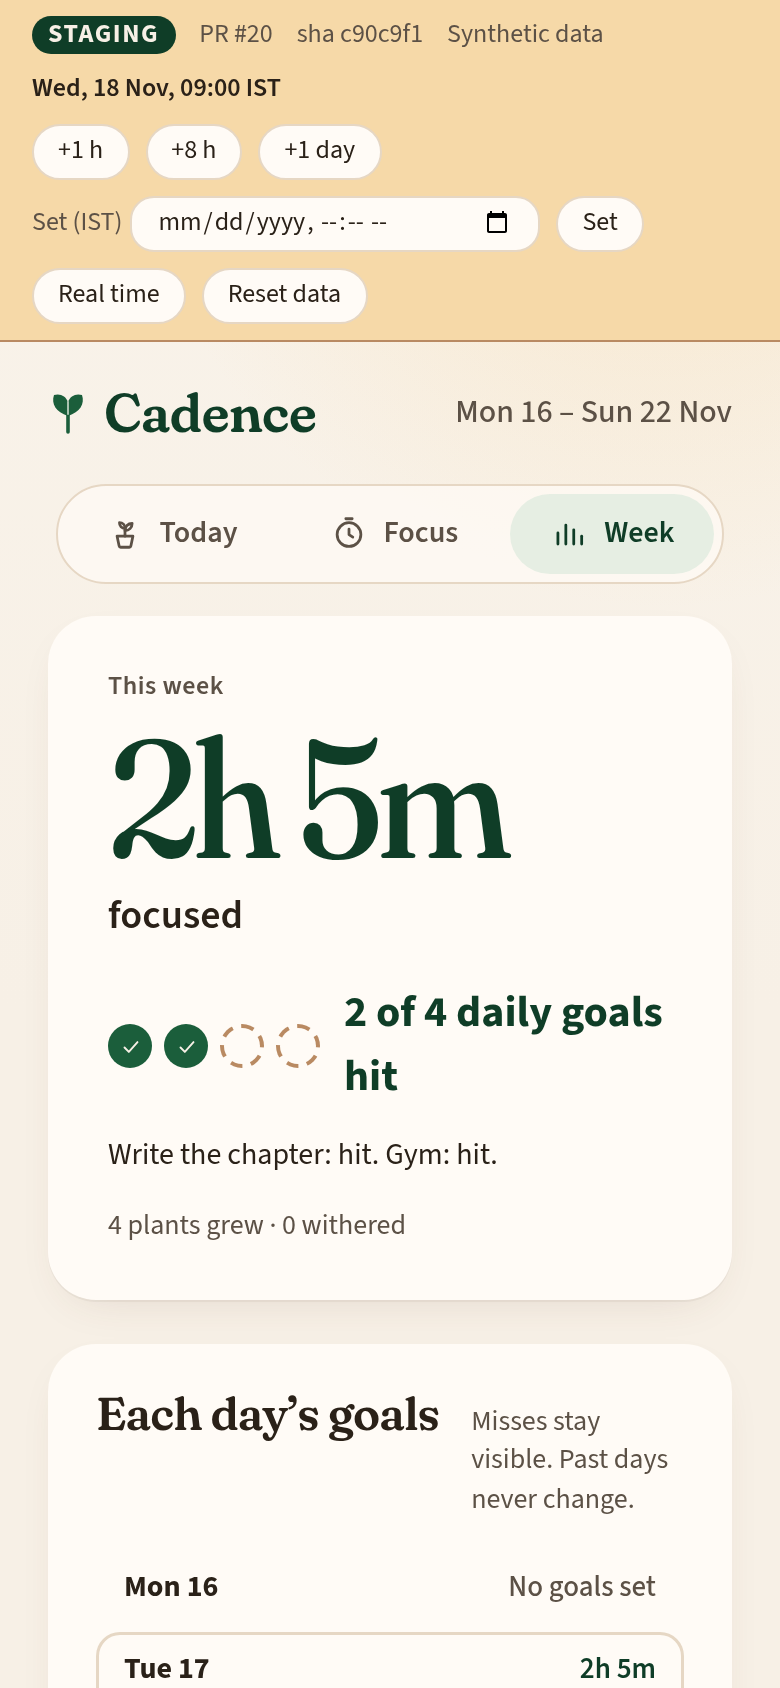 STAGING PR #20 sha c90c9f1 Synthetic data
Wed, 18 Nov, 09:00 IST
+1 h +8 h +1 day
Set (IST) mm/dd/yyyy, --:-- -- Set
Real time Reset data
Cadence Mon 16 – Sun 22 Nov
Today Focus Week
This week
2h 5m
focused
2 of 4 daily goals
hit
Write the chapter: hit. Gym: hit.
4 plants grew · 0 withered
Each day’s goals
Misses stay
visible. Past days
never change.
Mon 16 No goals set
Tue 17 2h 5m